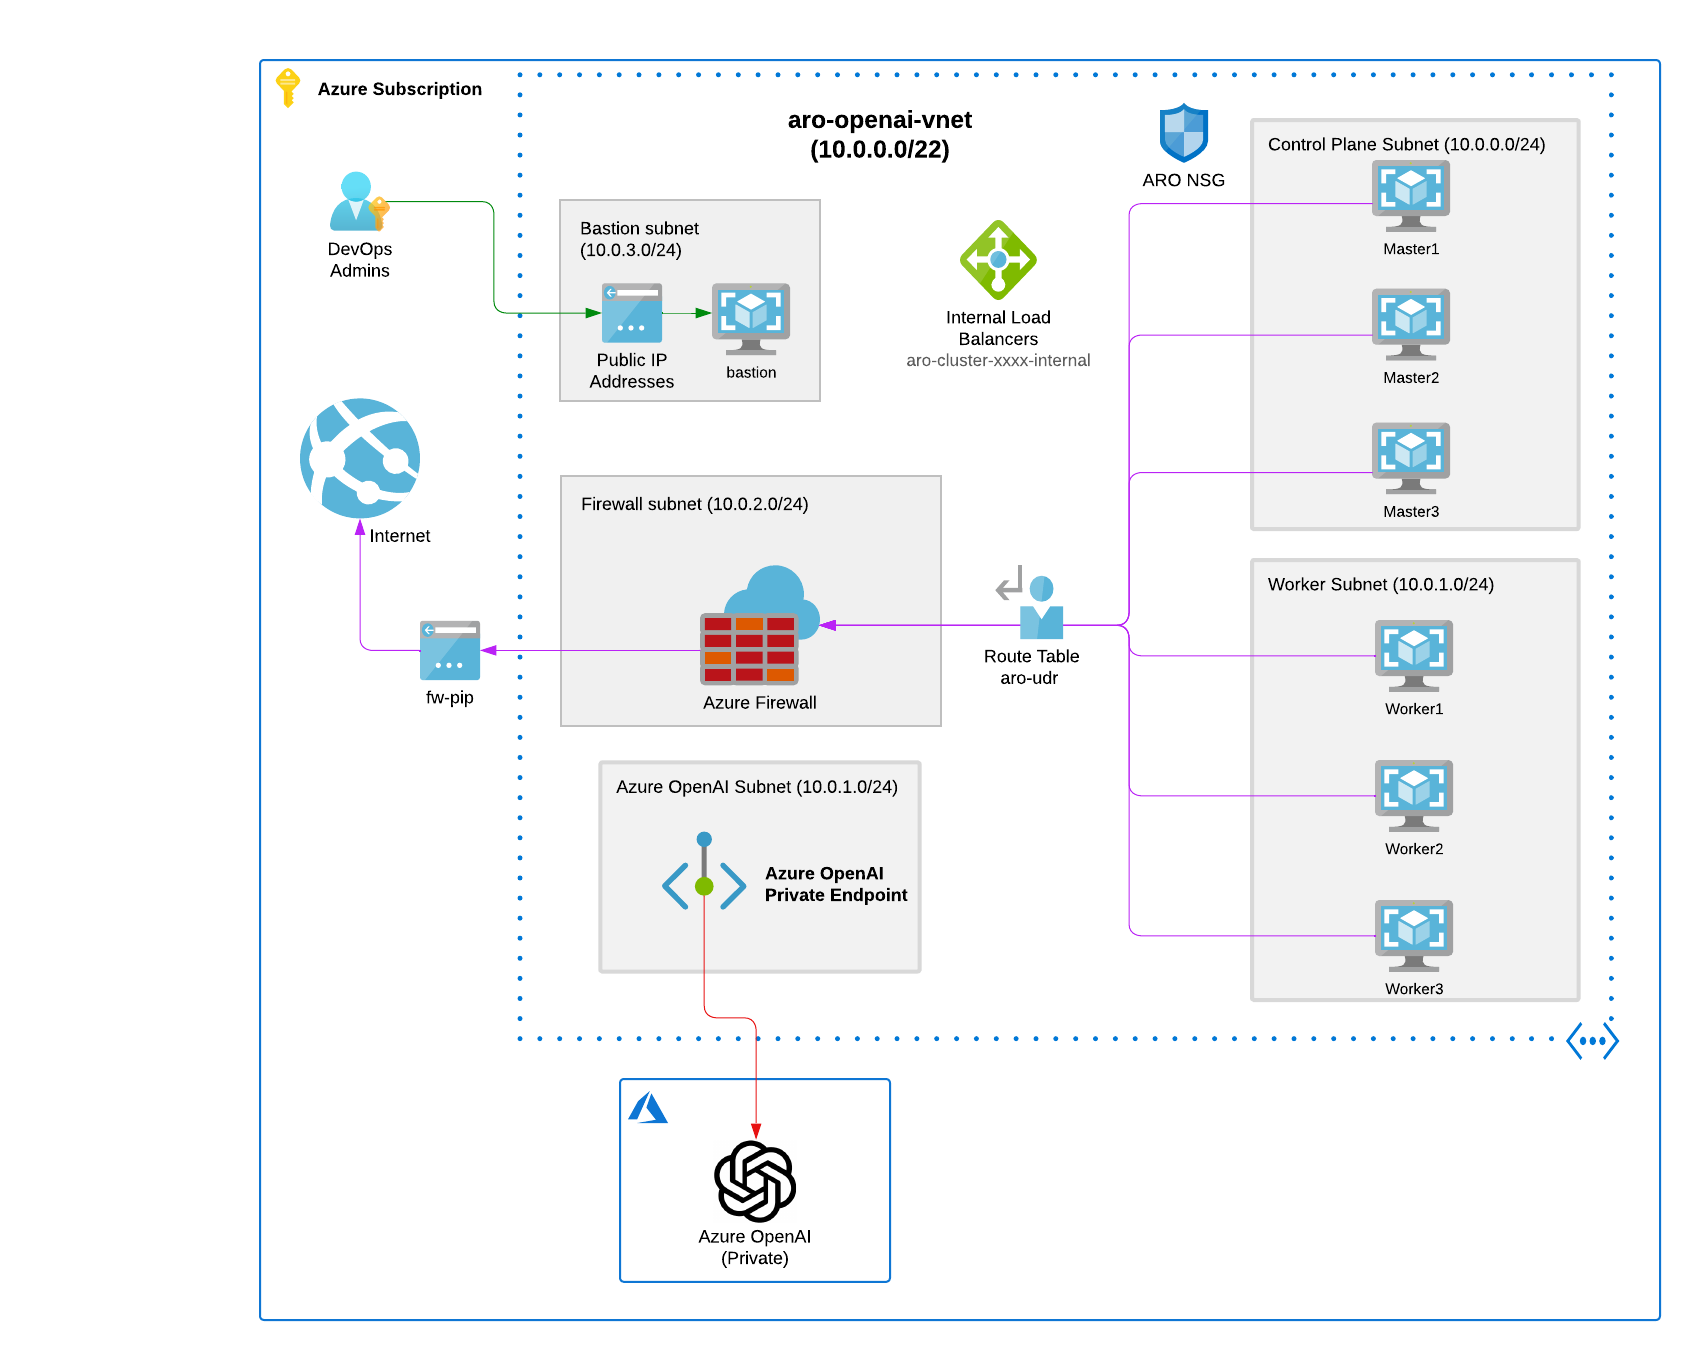 Azure Subscription
aro-openai-vnet
(10.0.0.0/22)
ARO NSG
Control Plane Subnet (10.0.0.0/24)
Master1
Master2
Master3
DevOps
Admins
Bastion subnet
(10.0.3.0/24)
Public IP
Addresses
bastion
Internal Load
Balancers
aro-cluster-xxxx-internal
Internet
Firewall subnet (10.0.2.0/24)
Azure Firewall
fw-pip
Route Table
aro-udr
Worker Subnet (10.0.1.0/24)
Worker1
Worker2
Worker3
Azure OpenAI Subnet (10.0.1.0/24)
Azure OpenAI
Private Endpoint
Azure OpenAI
(Private)